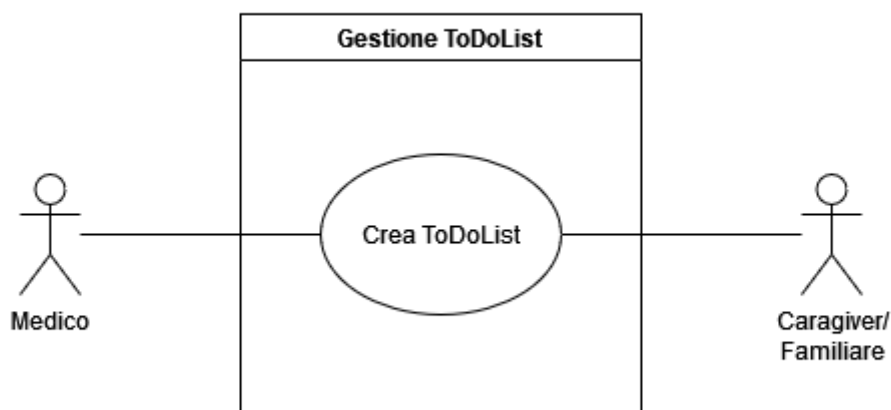 Gestione ToDoList
Crea ToDoList
Medico
Caragiver/
Familiare